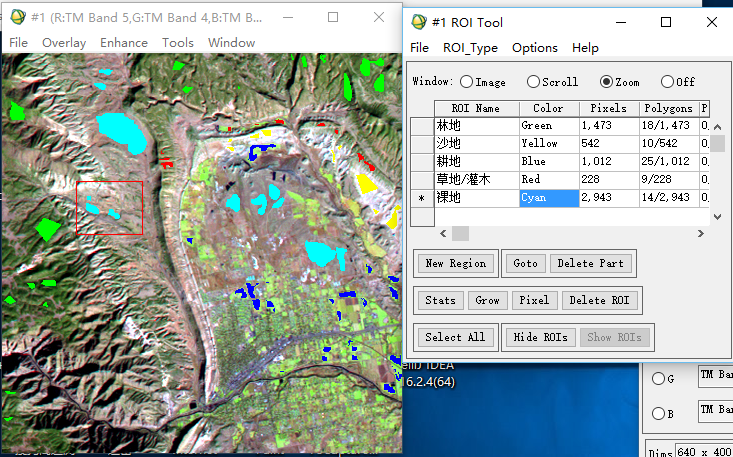 #1 (R:TM Band 5,G:TM Band 4,B:TM B...
File Overlay Enhance Tools Window
#1 ROI Tool
File ROI_Type Options Help
Window: Image Scroll Zoom Off
ROI Name Color Pixels Polygons P
林地 Green 1,473 18/1,473 0.
沙地 Yellow 542 10/542 0.
耕地 Blue 1,012 25/1,012 0.
草地/灌木 Red 228 9/228 0.
* 裸地 Cyan 2,943 14/2,943 0.
New Region Goto Delete Part
Stats Grow Pixel Delete ROI
Select All Hide ROIs Show ROIs
elliJ IDEA
16.2.4(64)
G TM Bar
B TM Bar
Dims 640 x 400